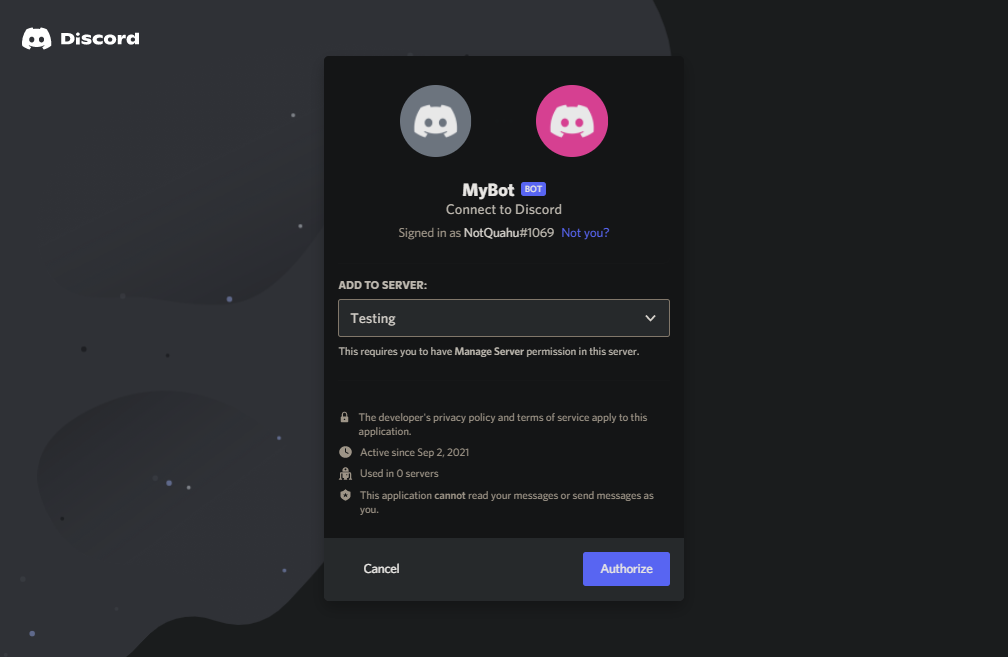 Discord
MyBot BOT
Connect to Discord
Signed in as NotQuahu#1069 Not you?
ADD TO SERVER:
Testing
This requires you to have Manage Server permission in this server.
The developer's privacy policy and terms of service apply to this
application.
Active since Sep 2, 2021
Used in 0 servers
This application cannot read your messages or send messages as
you.
Cancel
Authorize